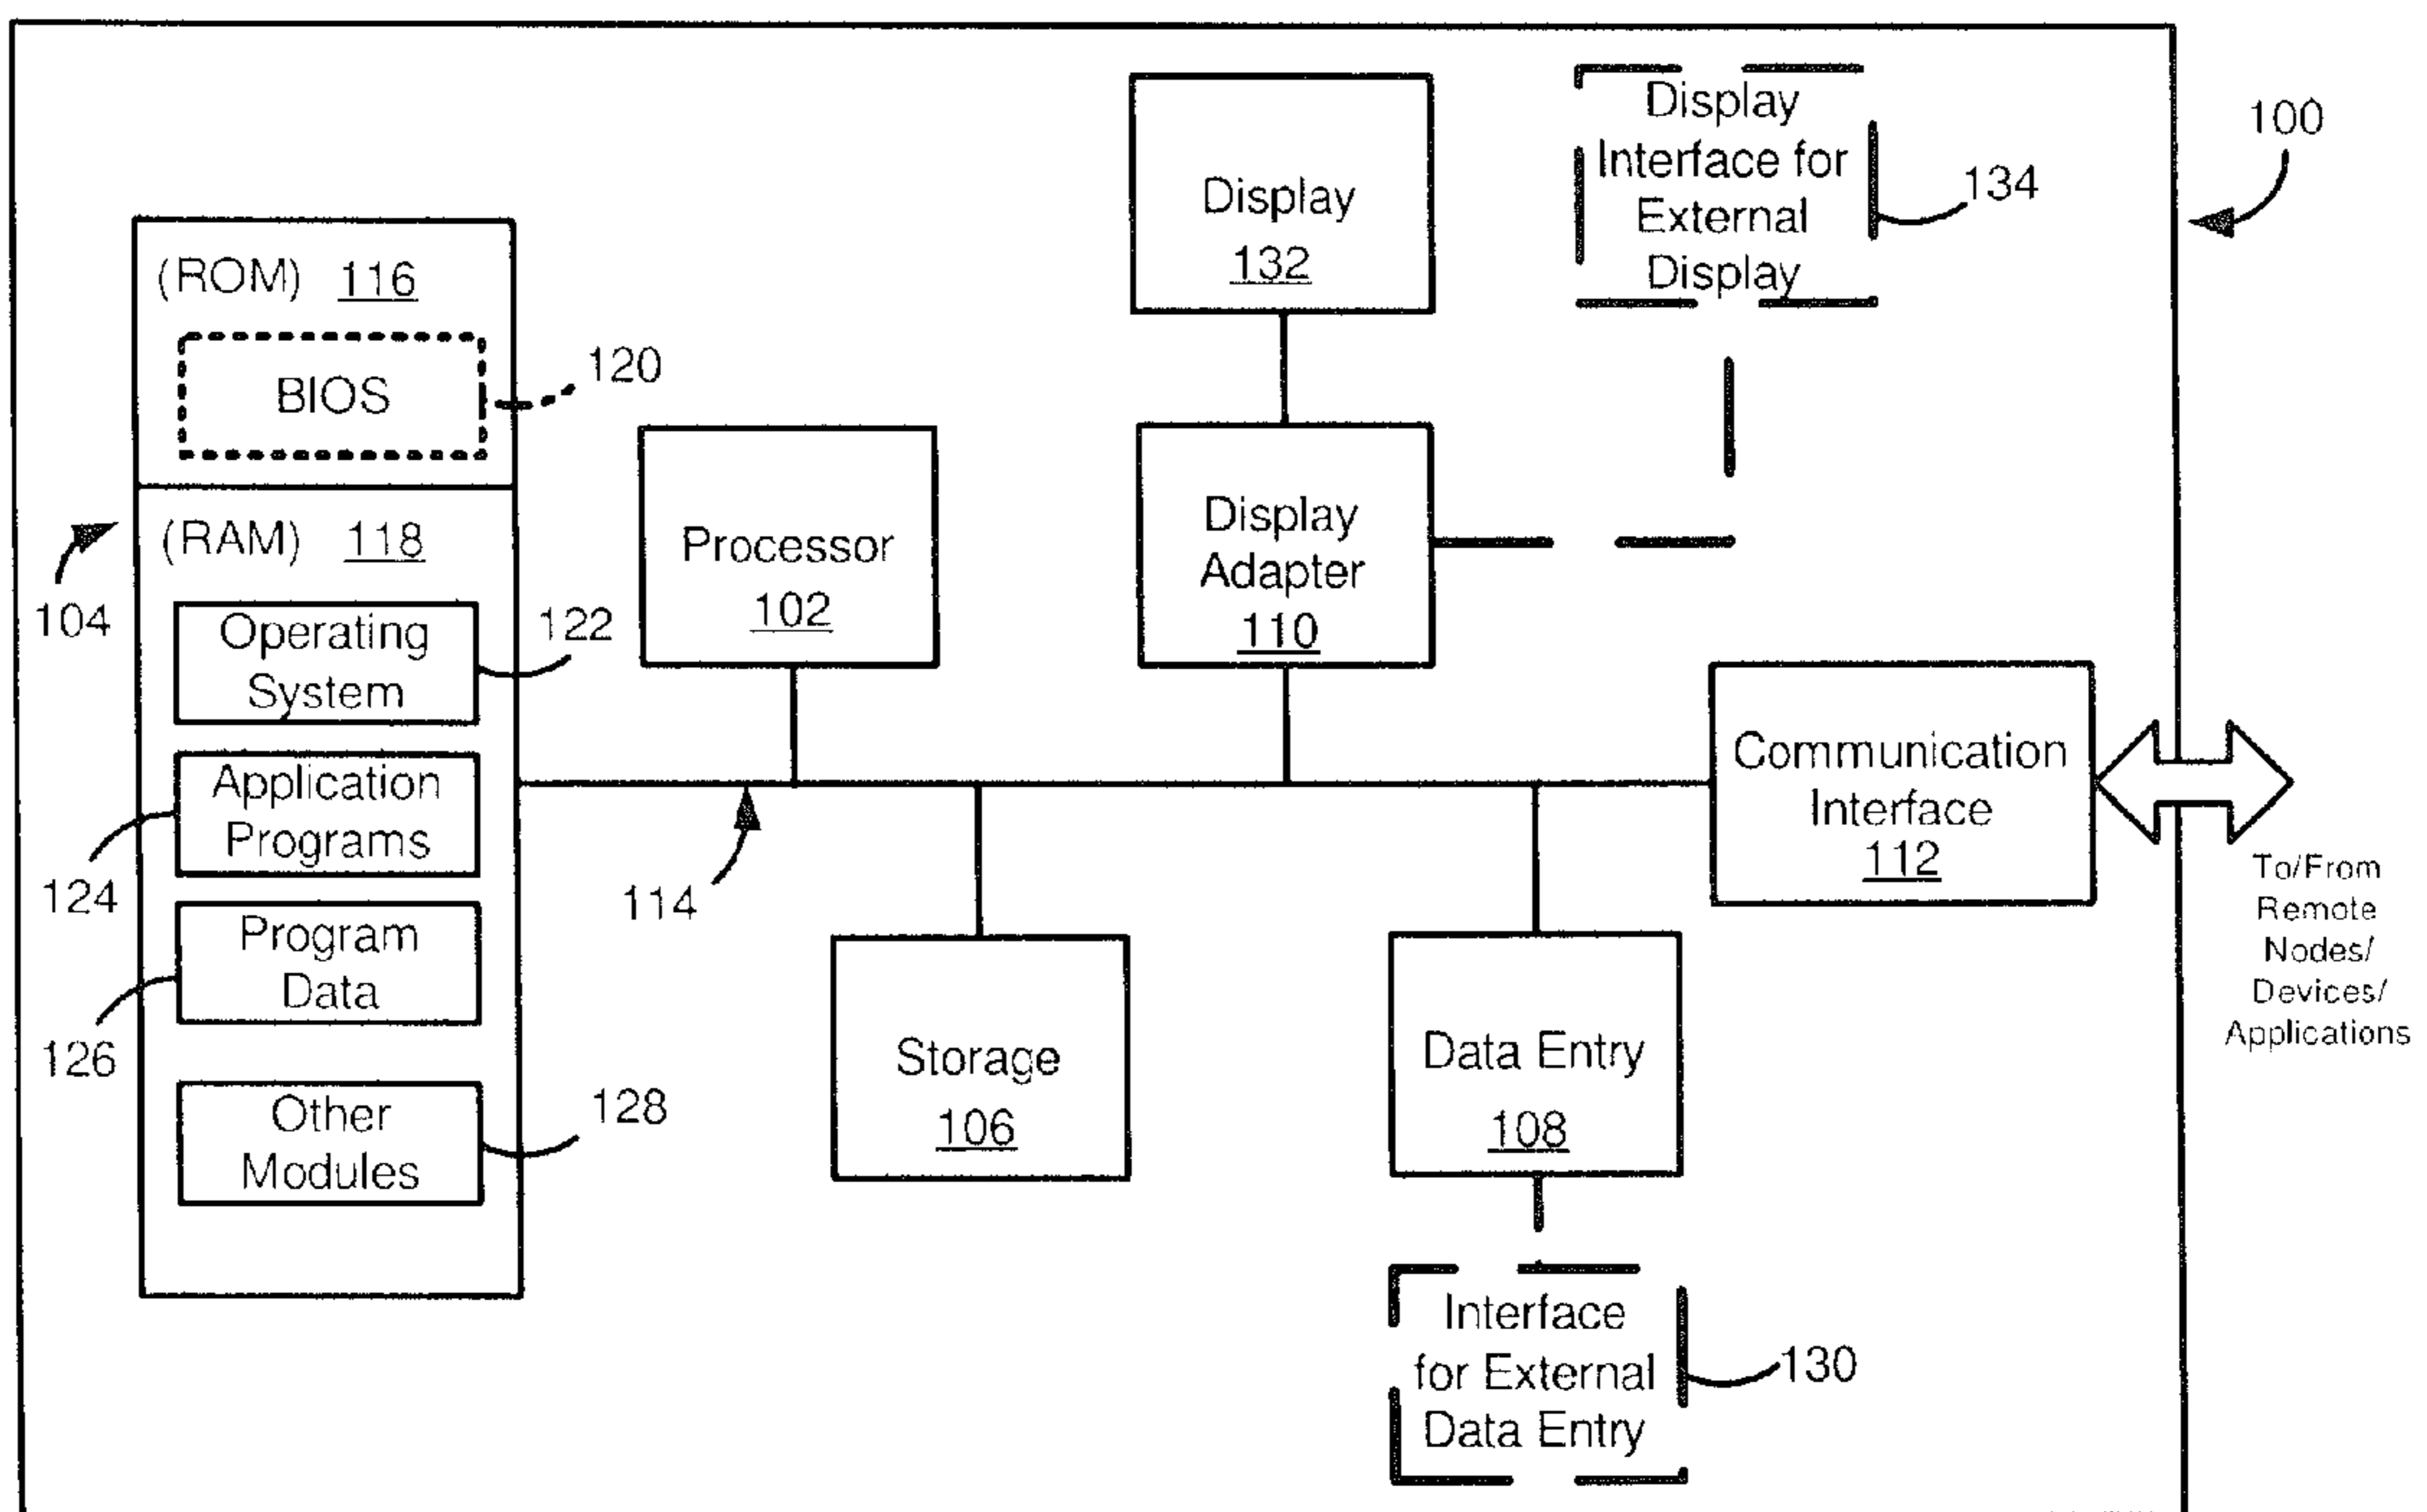 (ROM) 116
BIOS
120
(RAM) 118
104
Operating
System
122
Application
Programs
124
Program
Data
126
Other
Modules
128
Processor
102
114
Storage
106
Display
132
Display
Adapter
110
Display
Interface for
External
Display
134
100
Communication
Interface
112
To/From
Remote
Nodes/
Devices/
Applications
Data Entry
108
Interface
for External
Data Entry
130